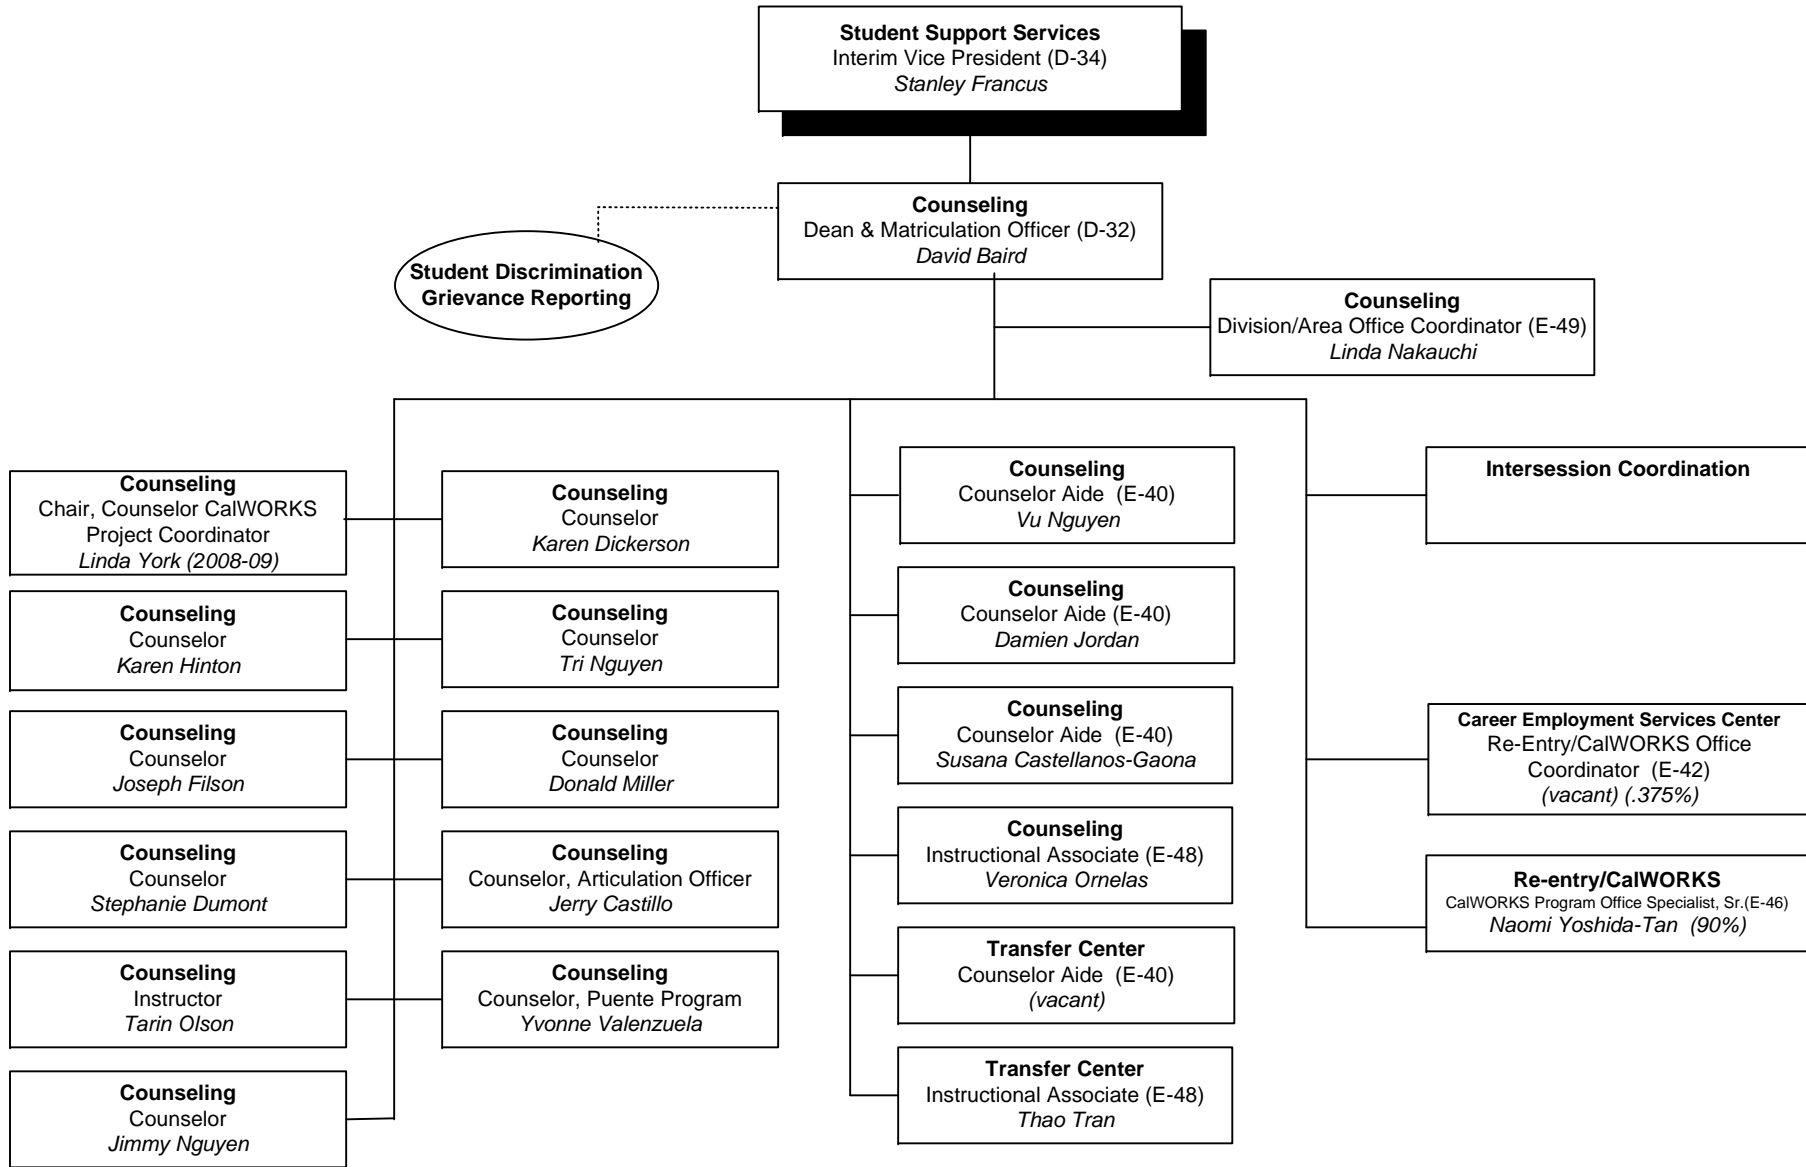 Student Support Services
Interim Vice President (D-34)
Stanley Francus
Counseling
Dean & Matriculation Officer (D-32)
David Baird
Student Discrimination
Grievance Reporting
Counseling
Division/Area Office Coordinator (E-49)
Linda Nakauchi
Counseling
Chair, Counselor CalWORKS
Project Coordinator
Linda York (2008-09)
Counseling
Counselor
Karen Hinton
Counseling
Counselor
Joseph Filson
Counseling
Counselor
Stephanie Dumont
Counseling
Instructor
Tarin Olson
Counseling
Counselor
Jimmy Nguyen
Counseling
Counselor
Karen Dickerson
Counseling
Counselor
Tri Nguyen
Counseling
Counselor
Donald Miller
Counseling
Counselor, Articulation Officer
Jerry Castillo
Counseling
Counselor, Puente Program
Yvonne Valenzuela
Counseling
Counselor Aide (E-40)
Vu Nguyen
Counseling
Counselor Aide (E-40)
Damien Jordan
Counseling
Counselor Aide (E-40)
Susana Castellanos-Gaona
Counseling
Instructional Associate (E-48)
Veronica Ornelas
Transfer Center
Counselor Aide (E-40)
(vacant)
Transfer Center
Instructional Associate (E-48)
Thao Tran
Intersession Coordination
Career Employment Services Center
Re-Entry/CalWORKS Office
Coordinator (E-42)
(vacant) (.375%)
Re-entry/CalWORKS
CalWORKS Program Office Specialist, Sr.(E-46)
Naomi Yoshida-Tan (90%)